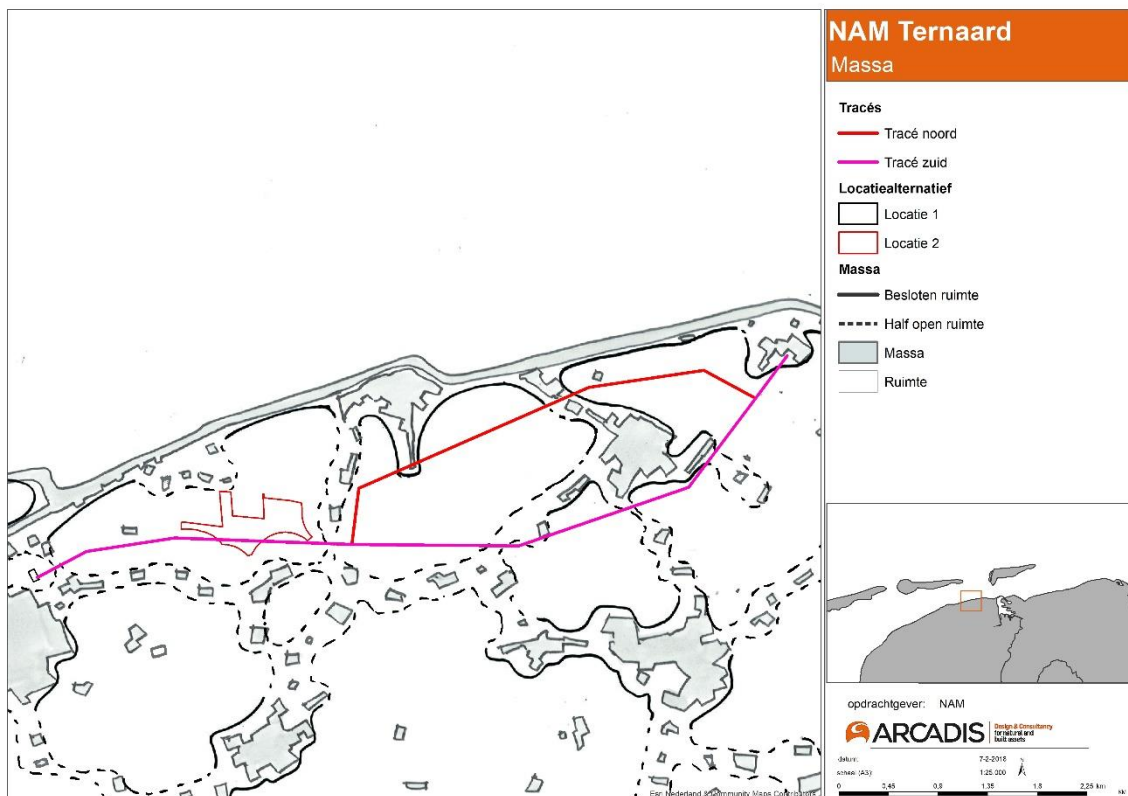 NAM Ternaard
Massa
Tracés
Tracé noord
Tracé zuid
Locatiealternatief
Locatie 1
Locatie 2
Massa
Besloten ruimte
Half open ruimte
Massa
Ruimte
opdrachtgever: NAM
ARCADIS Design & Consultancy
for natural and
built assets
datum: 7-2-2018
schaal (A3): 1:25.000
0 0,45 0,9 1,35 1,8 2,25 km
Esri Nederland & Community Maps Contributors